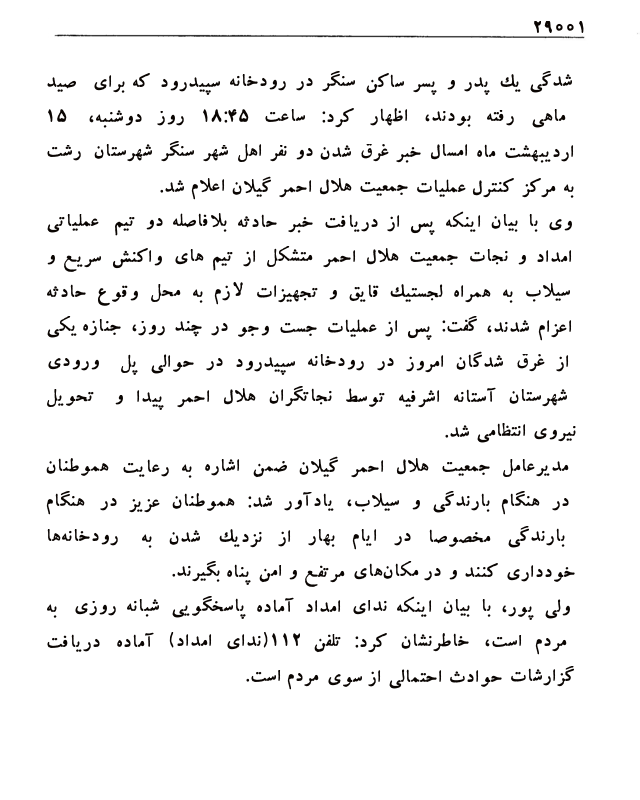 ۲۹۰۰۱
شدگی یك پدر و پسر ساکن سنگر در رودخانه سپیدرود که برای صید
ماهی رفته بودند، اظهار کرد: ساعت ۱۸:۴۵ روز دوشنبه، ۱۵
اردیبهشت ماه امسال خبر غرق شدن دو نفر اهل شهر سنگر شهرستان رشت
به مرکز کنترل عملیات جمعیت هلال احمر گیلان اعلام شد.
وی با بیان اینکه پس از دریافت خبر حادثه بلافاصله دو تیم عملیاتی
امداد و نجات جمعیت هلال احمر متشکل از تیم های واکنش سریع و
سیلاب به همراه لجستیك قایق و تجهیزات لازم به محل وقوع حادثه
اعزام شدند، گفت: پس از عملیات جست وجو در چند روز، جنازه یکی
از غرق شدگان امروز در رودخانه سپیدرود در حوالی پل ورودی
شهرستان آستانه اشرفیه توسط نجاتگران هلال احمر پیدا و تحویل
نیروی انتظامی شد.
مدیرعامل جمعیت هلال احمر گیلان ضمن اشاره به رعایت هموطنان
در هنگام بارندگی و سیلاب، یادآور شد: هموطنان عزیز در هنگام
بارندگی مخصوصا در ایام بهار از نزدیك شدن به رودخانه‌ها
خودداری کنند و در مکان‌های مرتفع و امن پناه بگیرند.
ولی پور، با بیان اینکه ندای امداد آماده پاسخگویی شبانه روزی به
مردم است، خاطرنشان کرد: تلفن ۱۱۲(ندای امداد) آماده دریافت
گزارشات حوادث احتمالی از سوی مردم است.